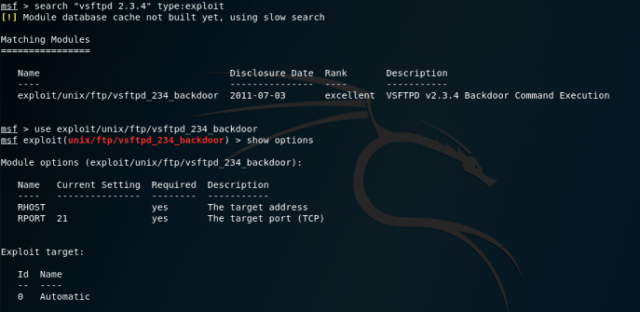 msf > search "vsftpd 2.3.4" type:exploit
[!] Module database cache not built yet, using slow search
Matching Modules
================
Name Disclosure Date Rank Description
---- --------------- ---- -----------
exploit/unix/ftp/vsftpd_234_backdoor 2011-07-03 excellent VSFTPD v2.3.4 Backdoor Command Execution
msf > use exploit/unix/ftp/vsftpd_234_backdoor
msf exploit(unix/ftp/vsftpd_234_backdoor) > show options
Module options (exploit/unix/ftp/vsftpd_234_backdoor):
Name Current Setting Required Description
---- --------------- -------- -----------
RHOST yes The target address
RPORT 21 yes The target port (TCP)
Exploit target:
Id Name
-- ----
0 Automatic